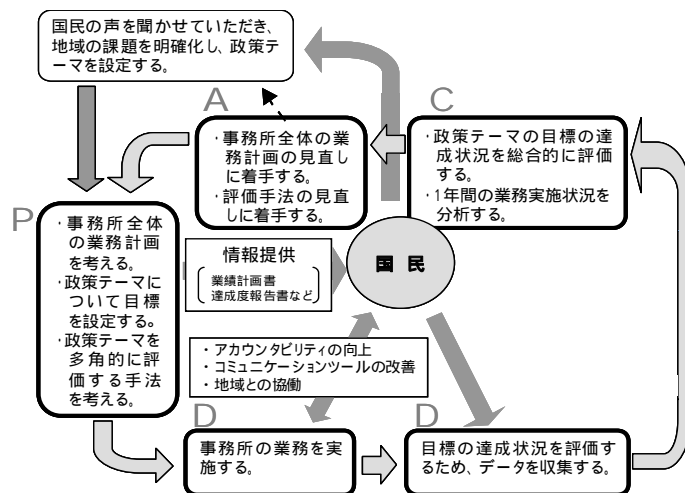 国民の声を聞かせていただき、
地域の課題を明確化し、政策テ
ーマを設定する。
A
・事務所全体の業
務計画の見直し
に着手する。
・評価手法の見直
しに着手する。
C
・政策テーマの目標の達
成状況を総合的に評価
する。
・1年間の業務実施状況を
分析する。
P
・事務所全体
の業務計画
を考える。
・政策テーマに
ついて目標
を設定する。
・政策テーマを
多角的に評
価する手法
を考える。
情報提供
業績計画書
達成度報告書など
国民
・アカウンタビリティの向上
・コミュニケーションツールの改善
・地域との協働
D
事務所の業務を実
施する。
D
目標の達成状況を評価す
るため、データを収集する。